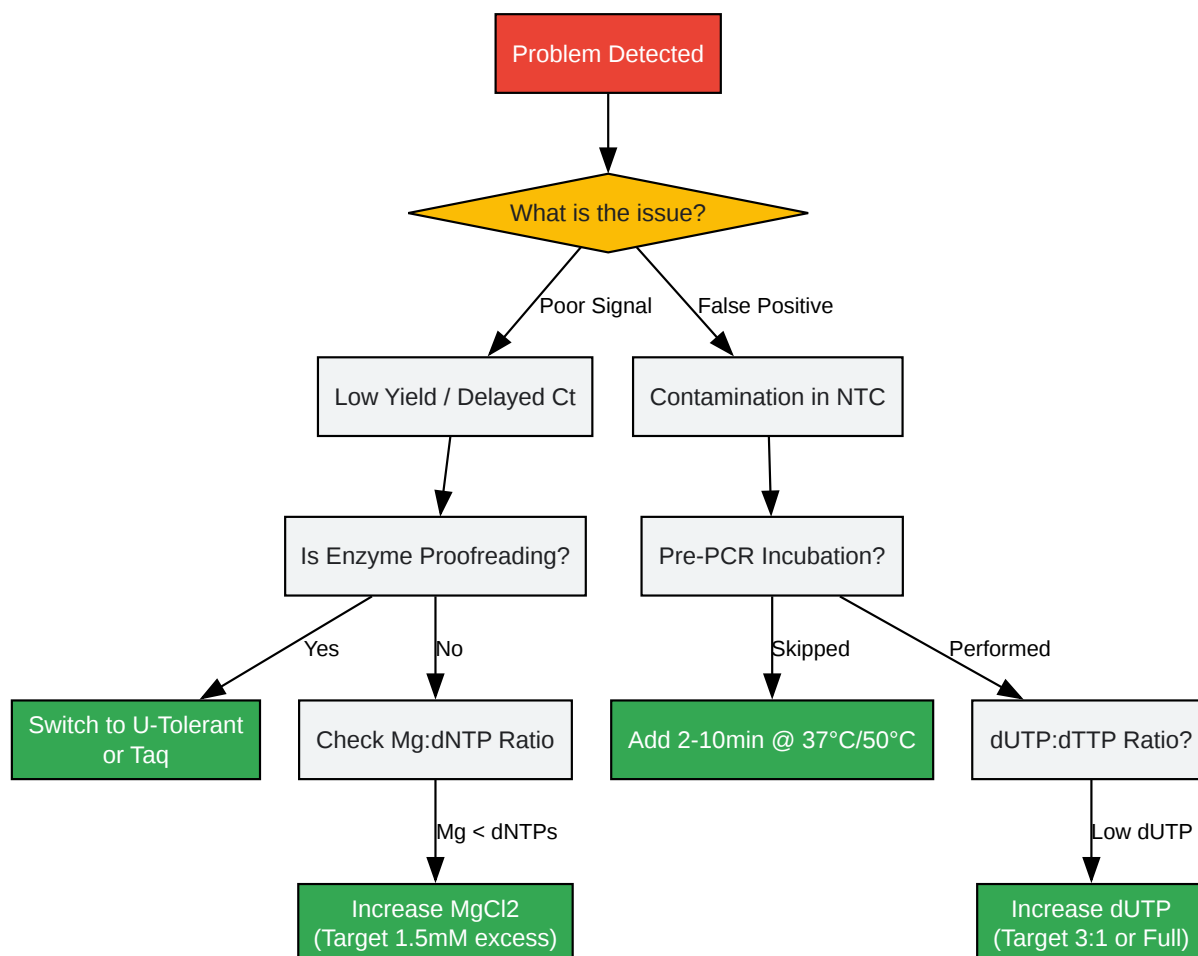 Problem Detected
What is the issue?
Poor Signal
False Positive
Low Yield / Delayed Ct
Contamination in NTC
Is Enzyme Proofreading?
Pre-PCR Incubation?
Yes
No
Skipped
Performed
Switch to U-Tolerant
or Taq
Check Mg:dNTP Ratio
Add 2-10min @ 37°C/50°C
dUTP:dTTP Ratio?
Mg < dNTPs
Low dUTP
Increase MgCl2
(Target 1.5mM excess)
Increase dUTP
(Target 3:1 or Full)